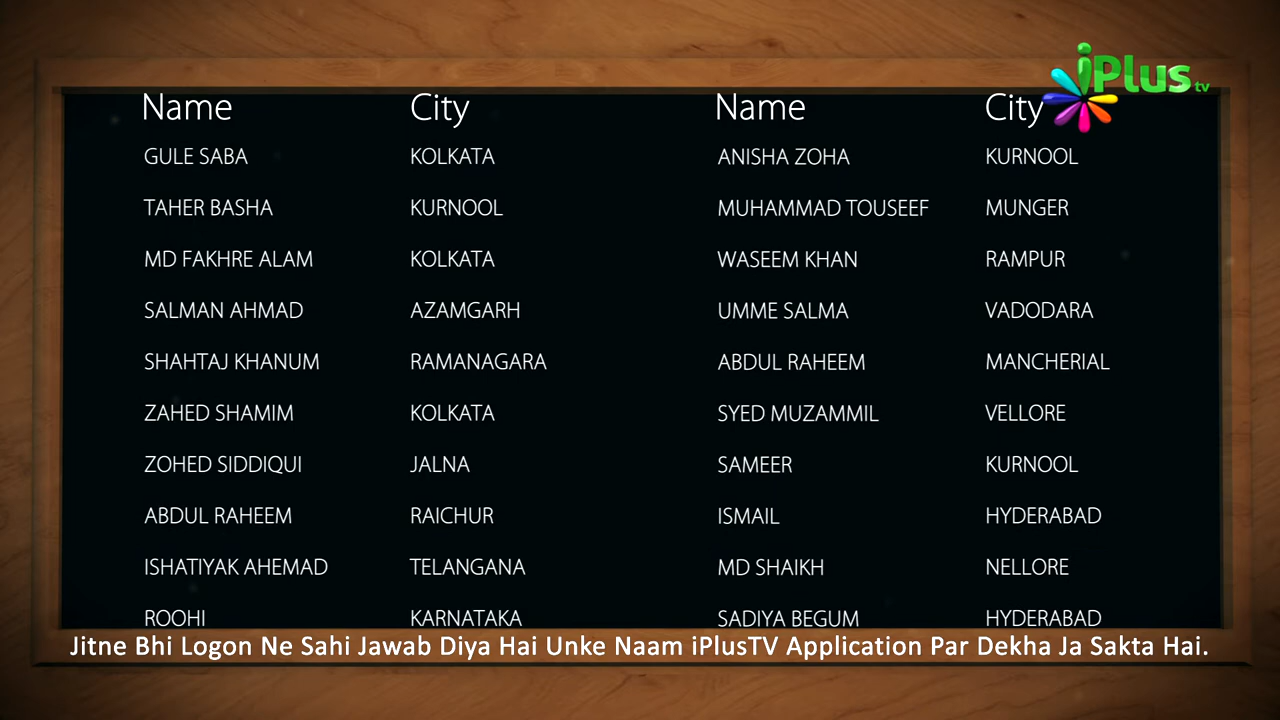 iPlus tv
Name City Name City
GULE SABA KOLKATA ANISHA ZOHA KURNOOL
TAHER BASHA KURNOOL MUHAMMAD TOUSEEF MUNGER
MD FAKHRE ALAM KOLKATA WASEEM KHAN RAMPUR
SALMAN AHMAD AZAMGARH UMME SALMA VADODARA
SHAHTAJ KHANUM RAMANAGARA ABDUL RAHEEM MANCHERIAL
ZAHED SHAMIM KOLKATA SYED MUZAMMIL VELLORE
ZOHED SIDDIQUI JALNA SAMEER KURNOOL
ABDUL RAHEEM RAICHUR ISMAIL HYDERABAD
ISHATIYAK AHEMAD TELANGANA MD SHAIKH NELLORE
ROOHI KARNATAKA SADIYA BEGUM HYDERABAD
Jitne Bhi Logon Ne Sahi Jawab Diya Hai Unke Naam iPlusTV Application Par Dekha Ja Sakta Hai.